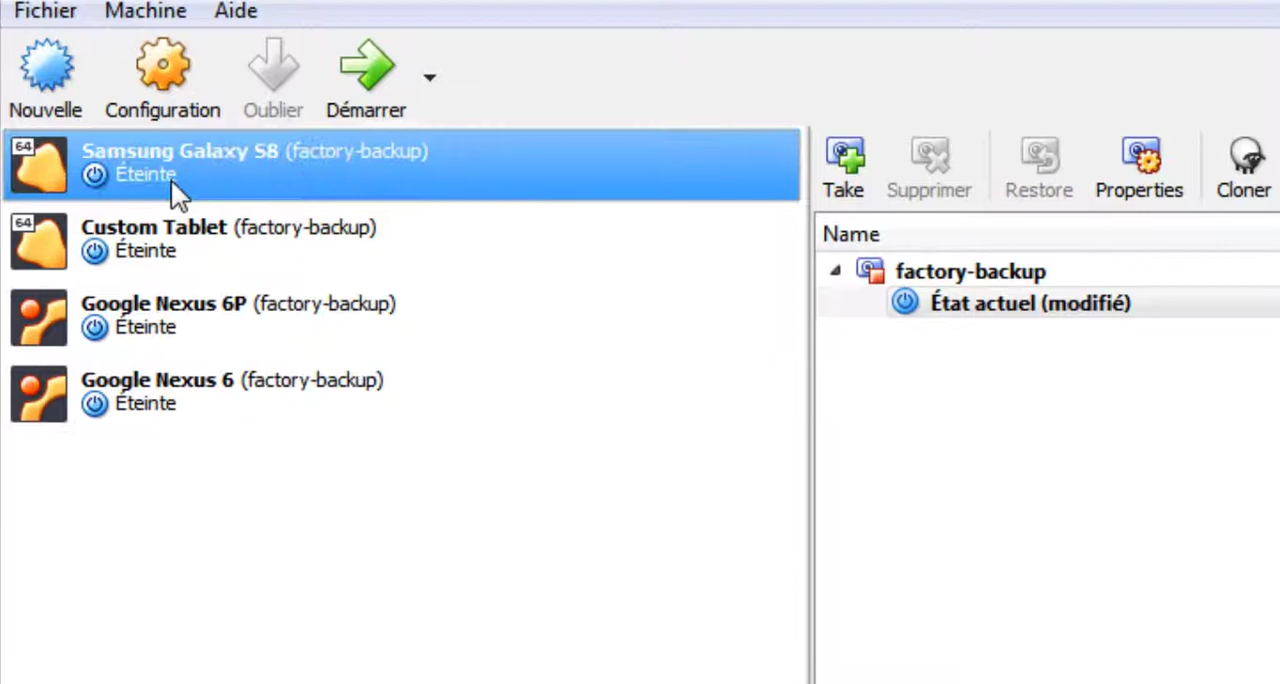 Fichier Machine Aide
Nouvelle Configuration Oublier Démarrer
64 Samsung Galaxy S8 (factory-backup)
Éteinte
64 Custom Tablet (factory-backup)
Éteinte
Google Nexus 6P (factory-backup)
Éteinte
Google Nexus 6 (factory-backup)
Éteinte
Take Supprimer Restore Properties Cloner
Name
factory-backup
État actuel (modifié)